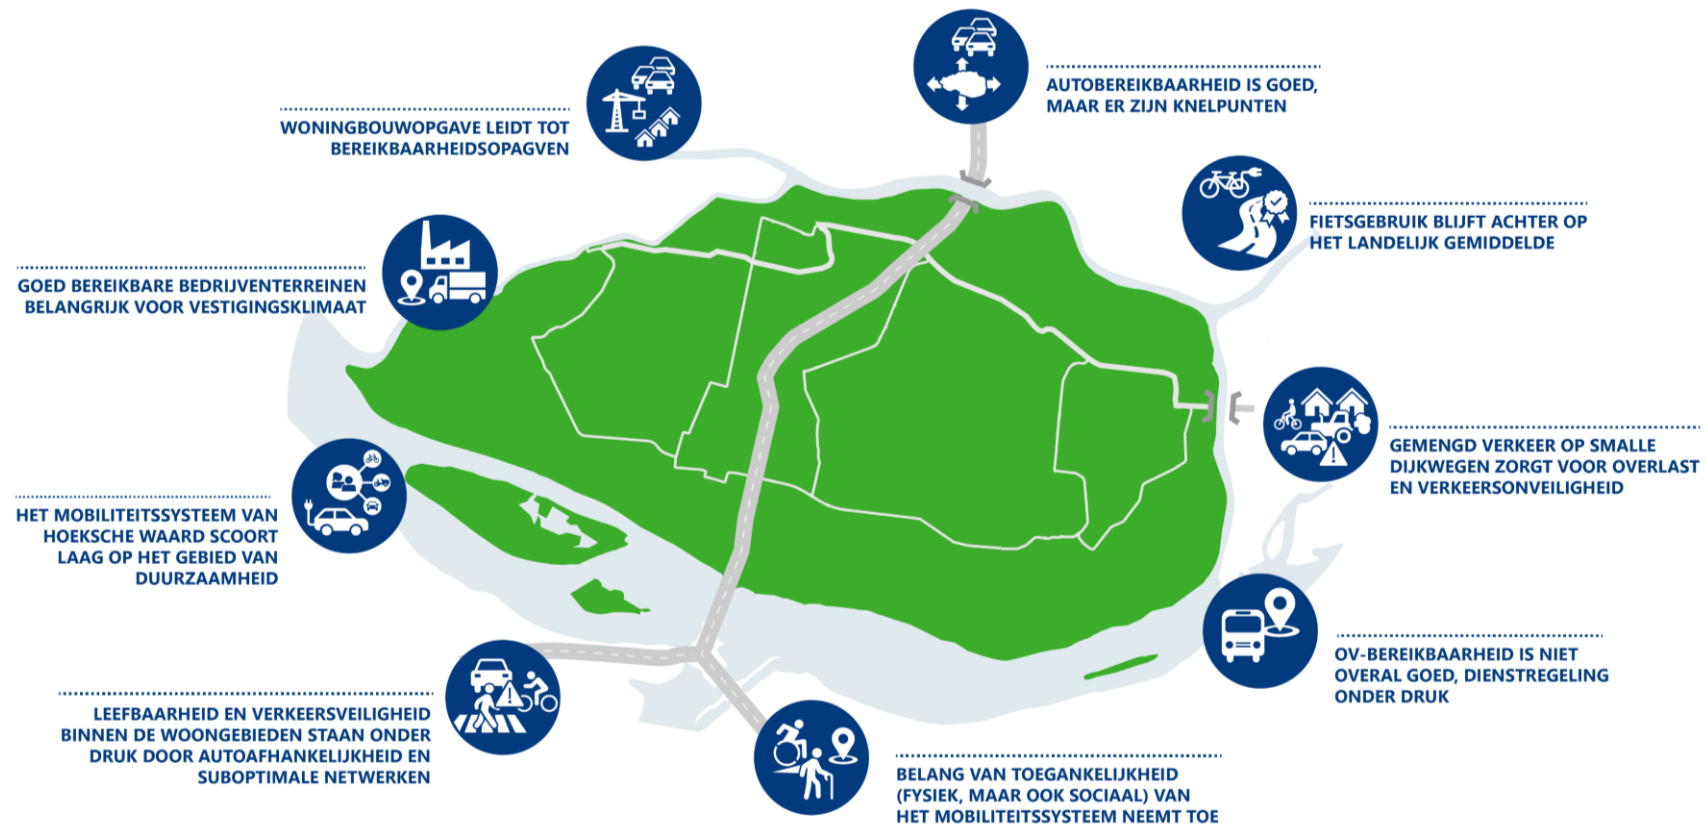 AUTOBEREIKBAARHEID IS GOED,
MAAR ER ZIJN KNELPUNTEN
WONINGBOUWOPGAVE LEIDT TOT
BEREIKBAARHEIDSOPAGVEN
FIETSGEBRUIK BLIJFT ACHTER OP
HET LANDELIJK GEMIDDELDE
GOED BEREIKBARE BEDRIJVENTERREINEN
BELANGRIJK VOOR VESTIGINGSKLIMAAT
GEMENGD VERKEER OP SMALLE
DIJKWEGEN ZORGT VOOR OVERLAST
EN VERKEERSONVEILIGHEID
HET MOBILITEITSSYSTEEM VAN
HOEKSCHE WAARD SCOORT
LAAG OP HET GEBIED VAN
DUURZAAMHEID
OV-BEREIKBAARHEID IS NIET
OVERAL GOED, DIENSTREGELING
ONDER DRUK
LEEFBAARHEID EN VERKEERSVEILIGHEID
BINNEN DE WOONGEBIEDEN STAAN ONDER
DRUK DOOR AUTOAFHANKELIJKHEID EN
SUBOPTIMALE NETWERKEN
BELANG VAN TOEGANKELIJKHEID
(FYSIEK, MAAR OOK SOCIAAL) VAN
HET MOBILITEITSSYSTEEM NEEMT TOE